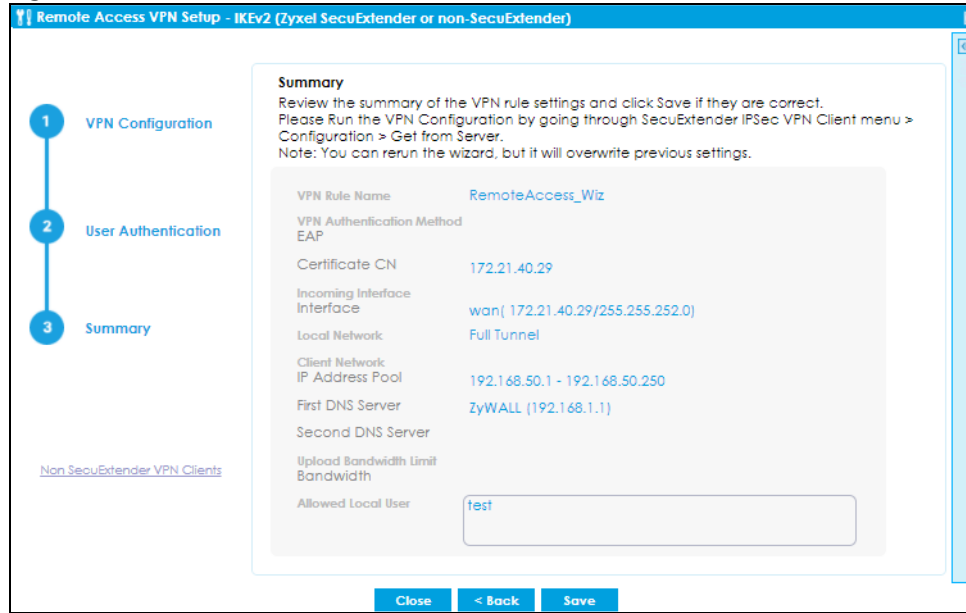 Remote Access VPN Setup - IKEv2 (Zyxel SecuExtender or non-SecuExtender)
1 VPN Configuration
2 User Authentication
3 Summary
Non SecuExtender VPN Clients
Summary
Review the summary of the VPN rule settings and click Save if they are correct.
Please Run the VPN Configuration by going through SecuExtender IPSec VPN Client menu >
Configuration > Get from Server.
Note: You can rerun the wizard, but it will overwrite previous settings.
VPN Rule Name RemoteAccess_Wiz
VPN Authentication Method
EAP
Certificate CN 172.21.40.29
Incoming Interface
Interface wan( 172.21.40.29/255.255.252.0)
Local Network Full Tunnel
Client Network
IP Address Pool 192.168.50.1 - 192.168.50.250
First DNS Server ZyWALL (192.168.1.1)
Second DNS Server
Upload Bandwidth Limit
Bandwidth
Allowed Local User test
Close < Back Save